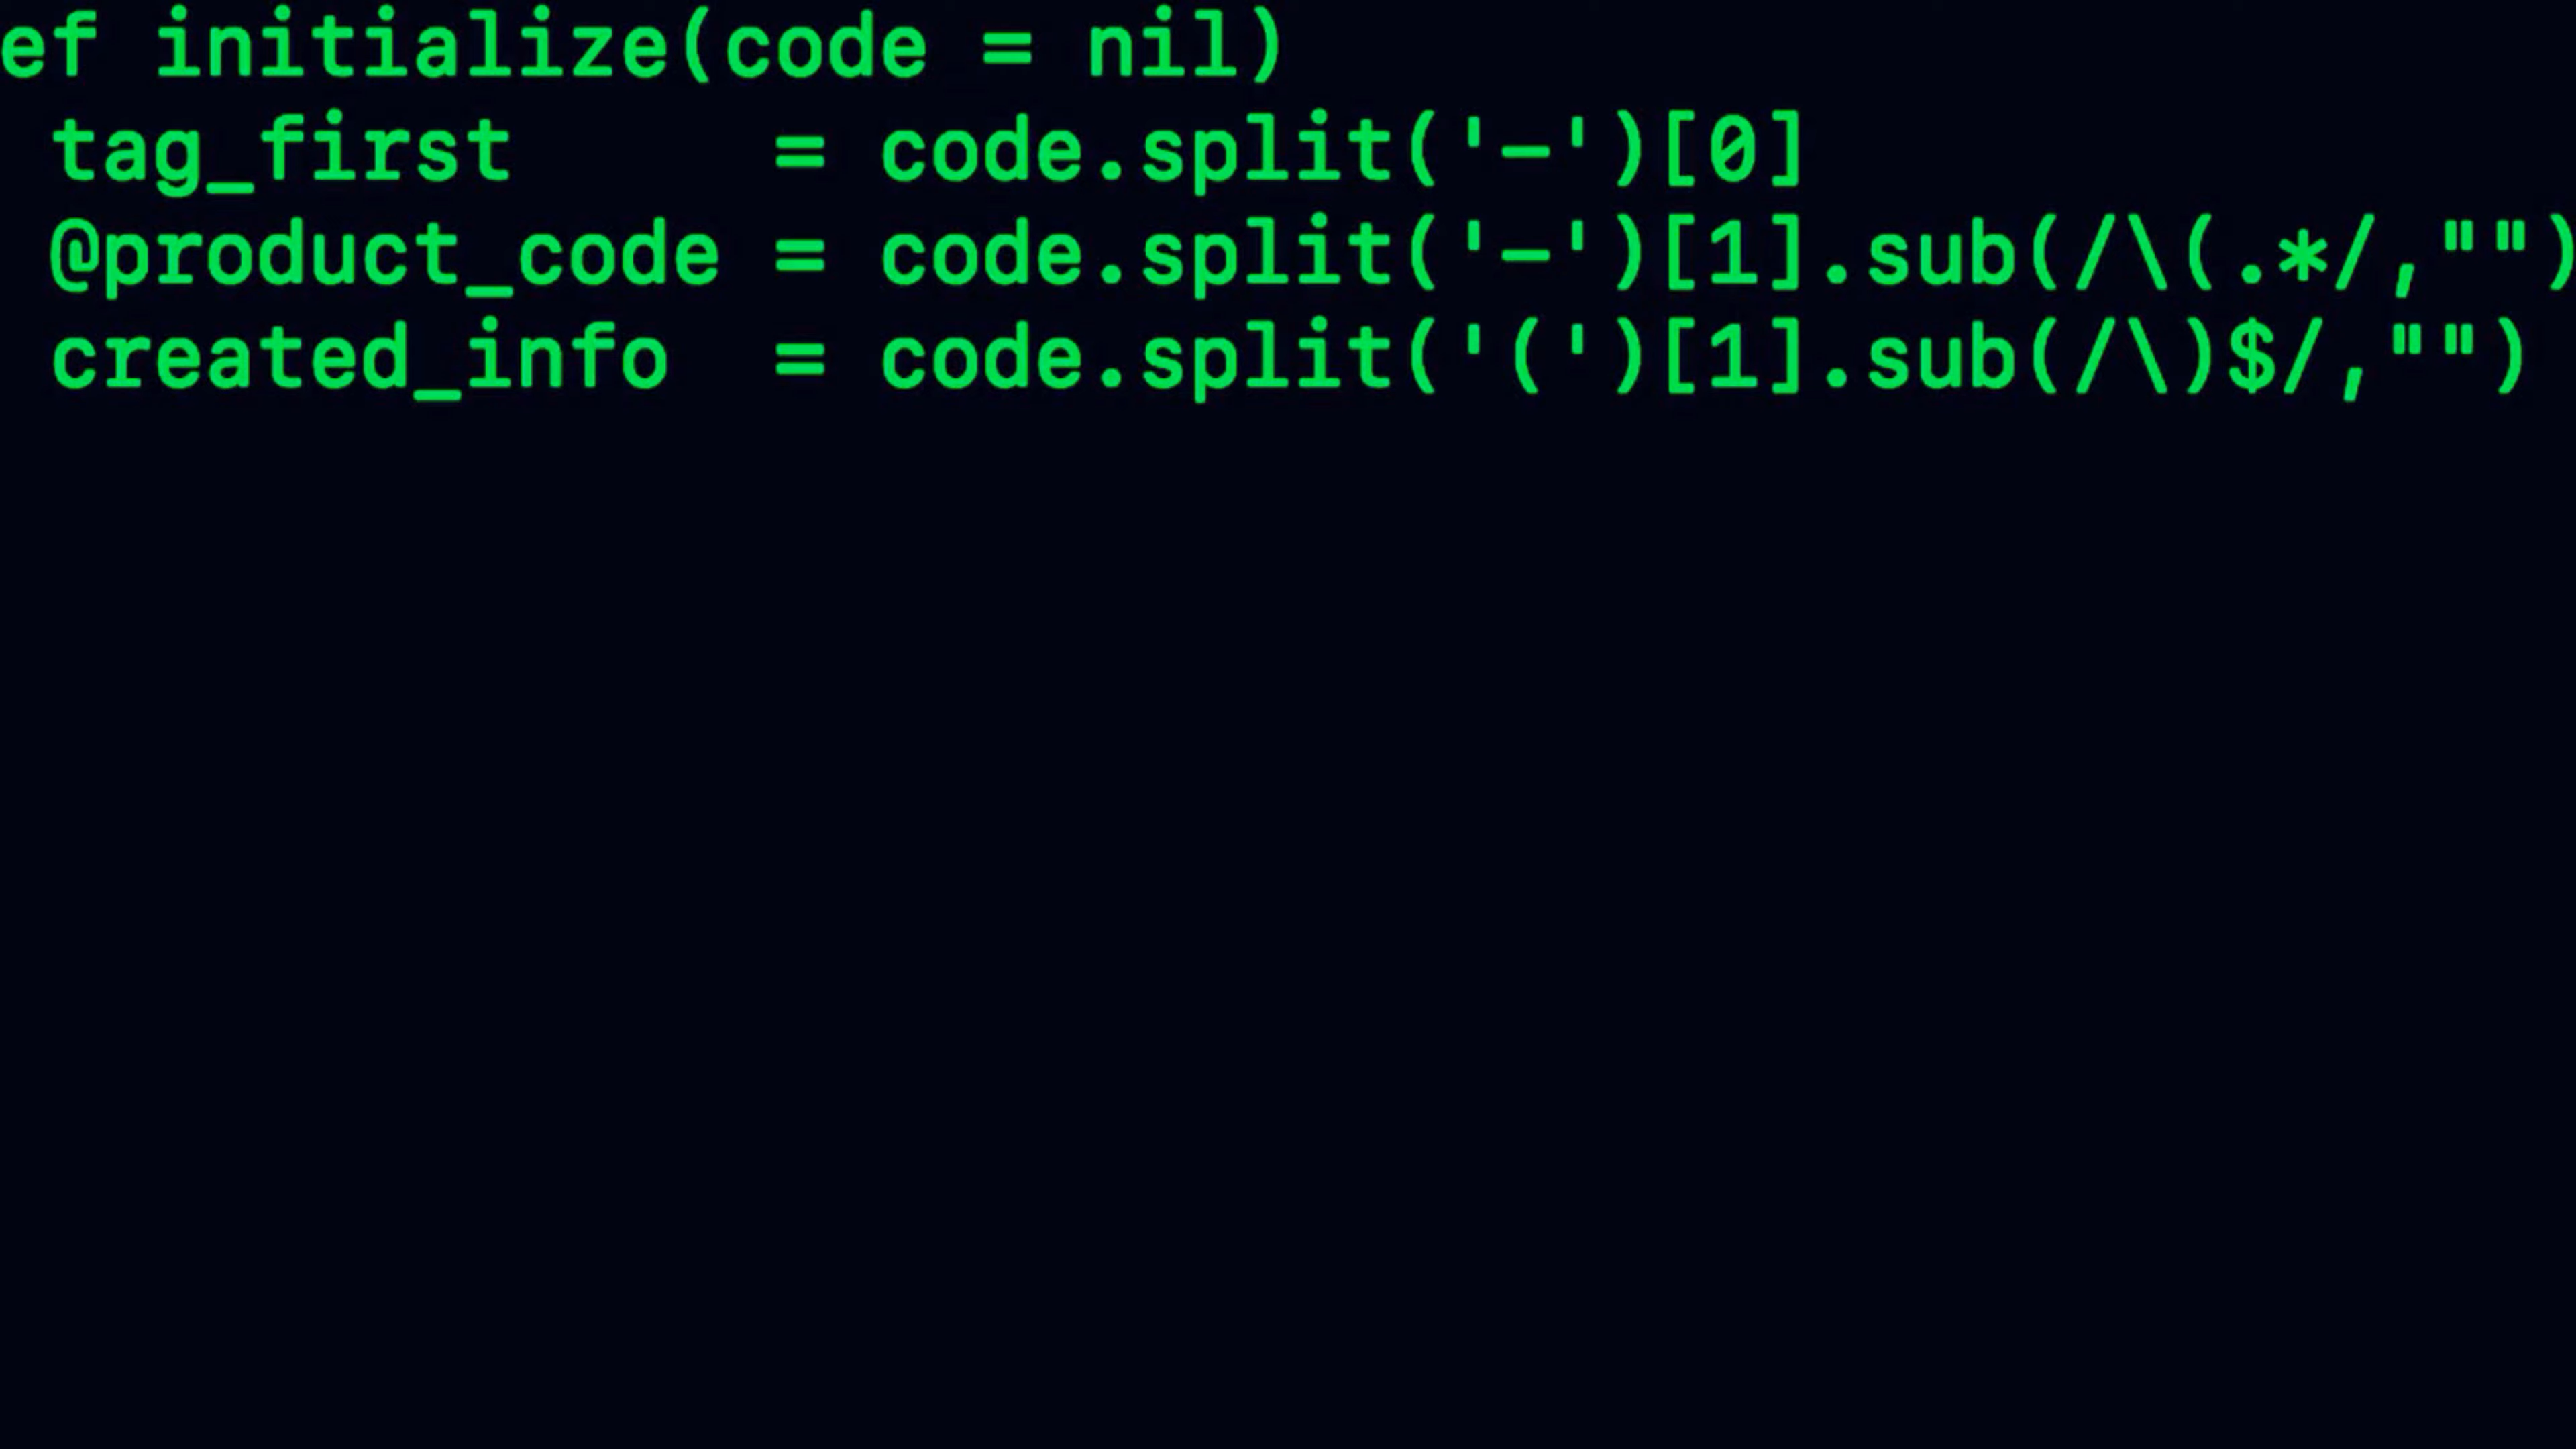 ef initialize(code = nil)
tag_first     = code.split('-')[0]
@product_code = code.split('-')[1].sub(/\(.*/,"")
created_info  = code.split('(')[1].sub(/\)$/,"")